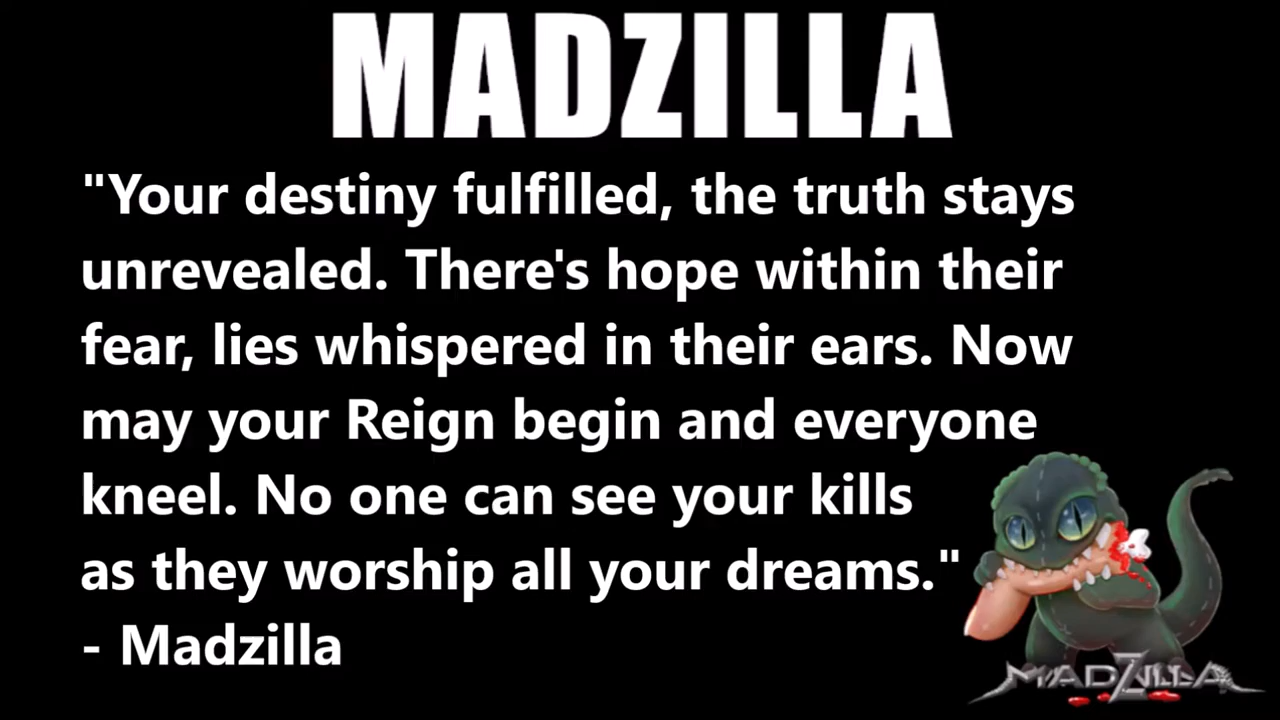 MADZILLA
"Your destiny fulfilled, the truth stays
unrevealed. There's hope within their
fear, lies whispered in their ears. Now
may your Reign begin and everyone
kneel. No one can see your kills
as they worship all your dreams."
- Madzilla
MADZILLA